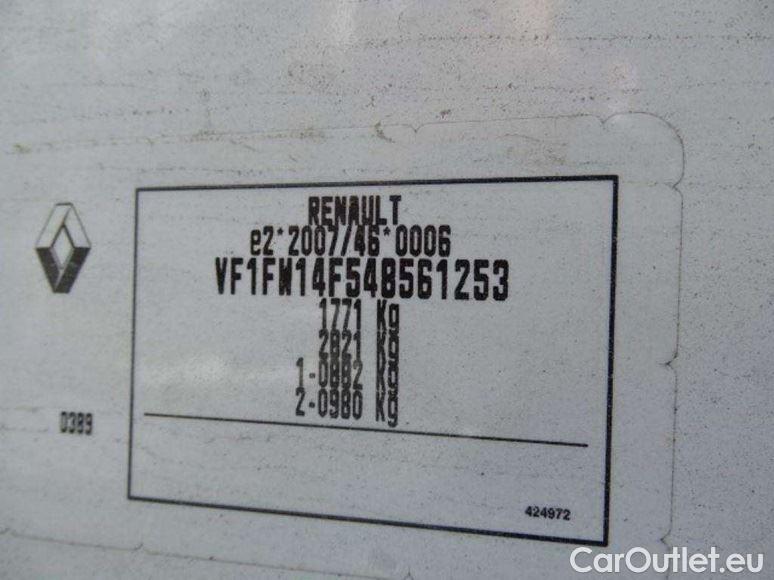 RENAULT
e2*2007/46*0006
VF1FW14F548561253
1771 Kg
2821 Kg
1-0882 Kg
2-0980 Kg
D389
424972
CarOutlet.eu